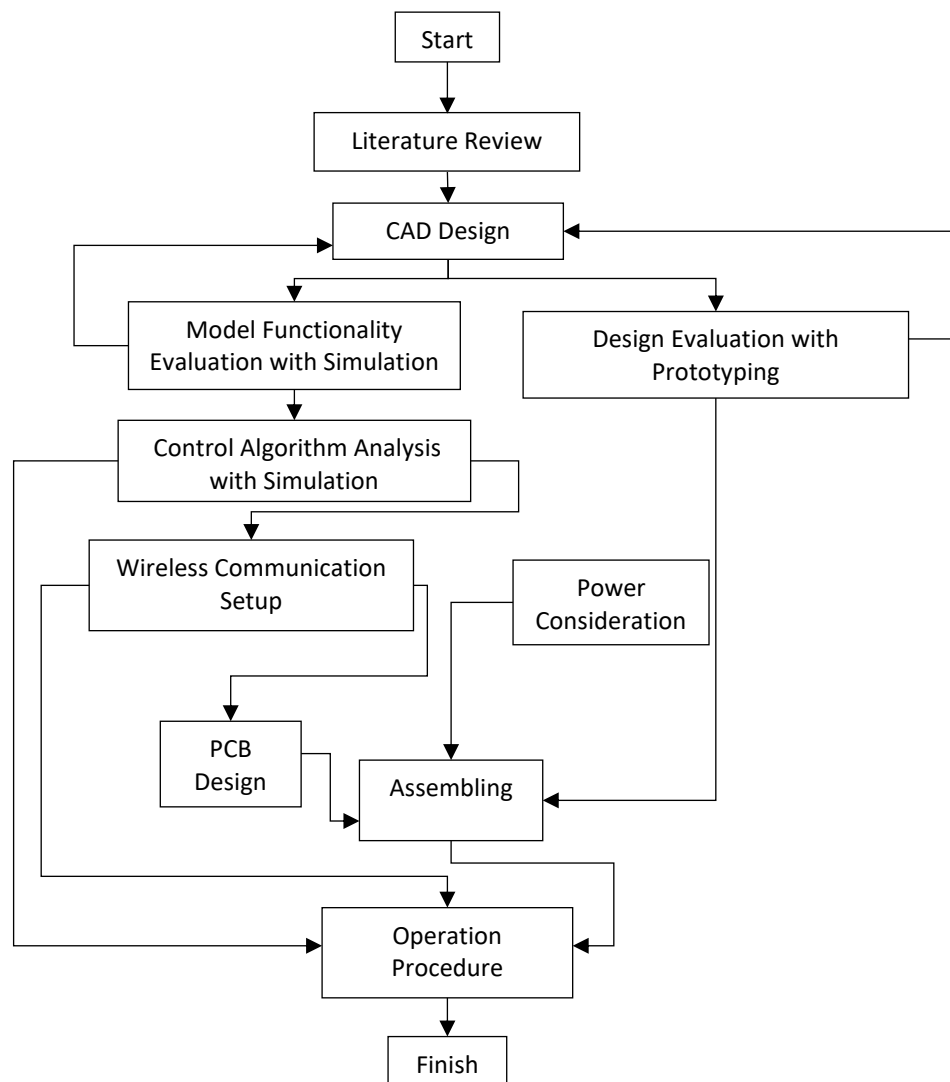 Start
Literature Review
CAD Design
Model Functionality
Evaluation with Simulation
Design Evaluation with
Prototyping
Control Algorithm Analysis
with Simulation
Wireless Communication
Setup
Power
Consideration
PCB
Design
Assembling
Operation
Procedure
Finish